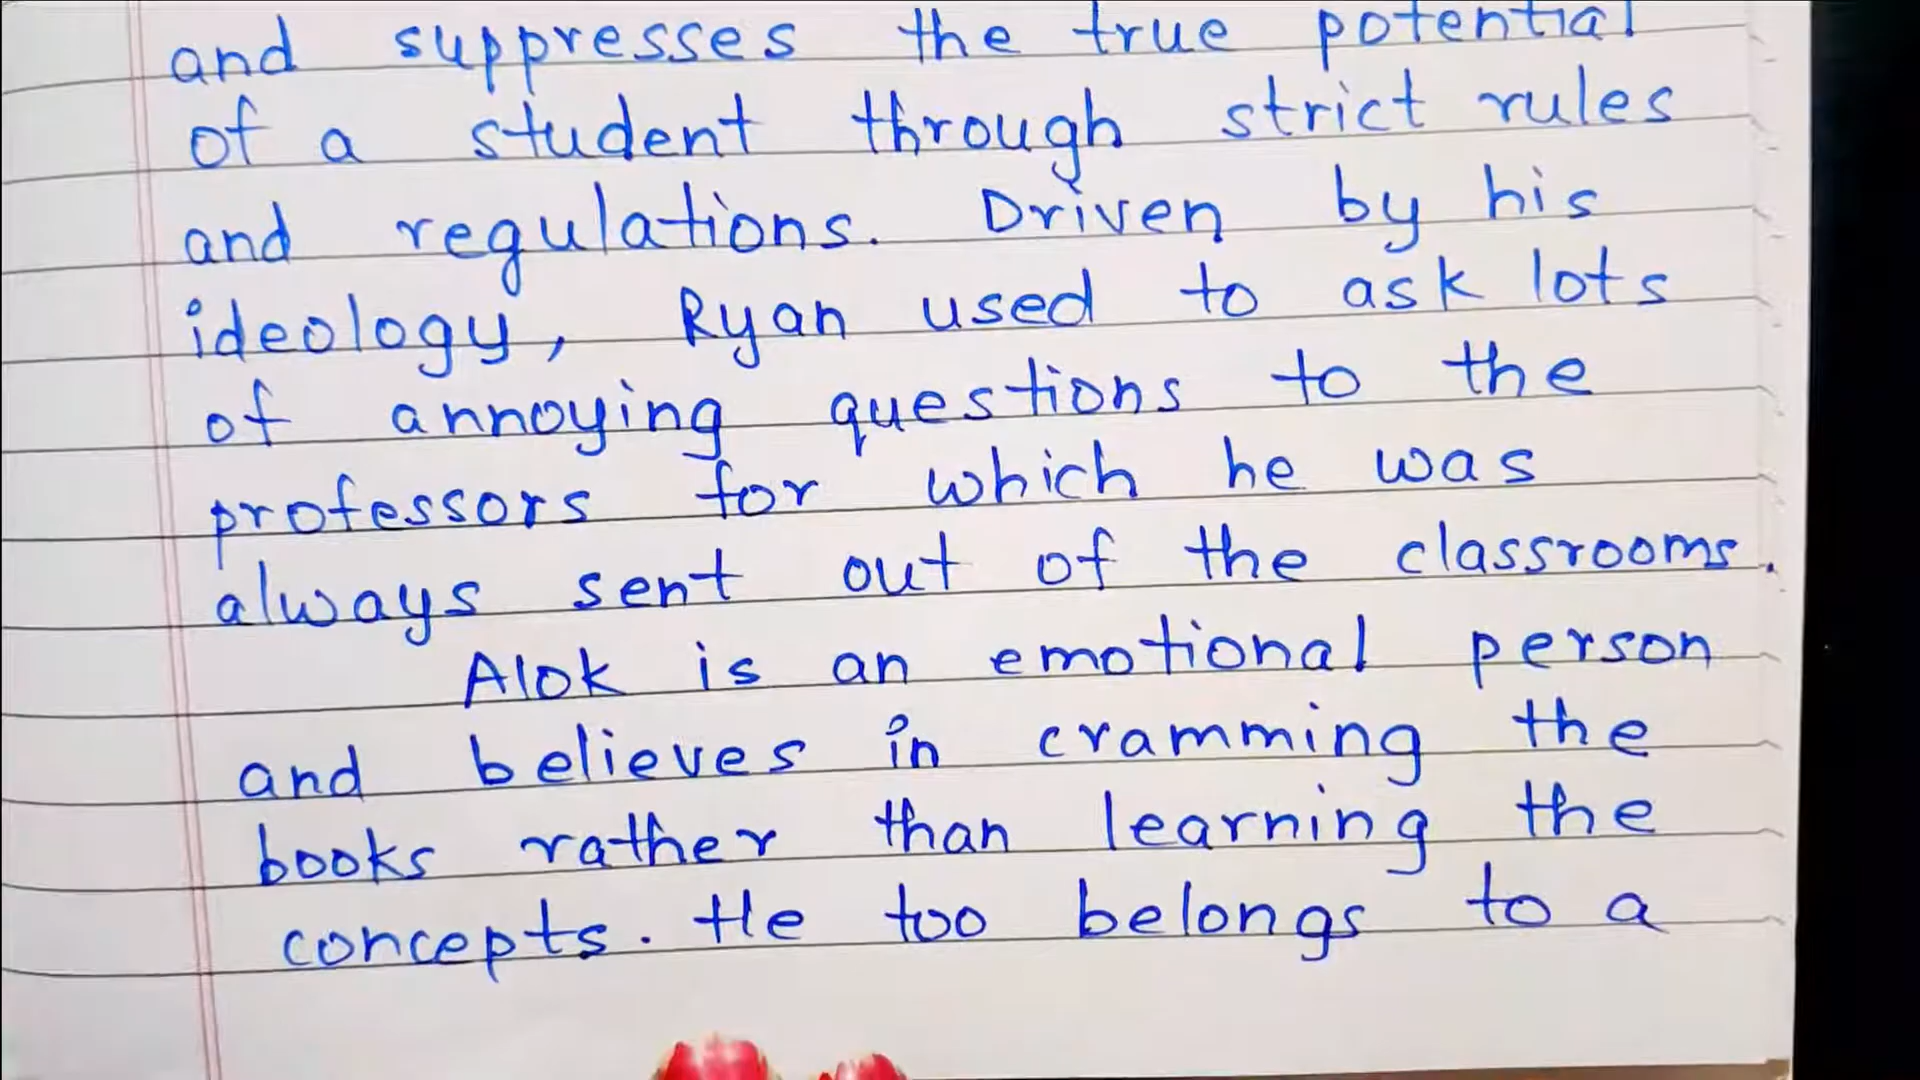 and suppresses the true potential
of a student through strict rules
and regulations. Driven by his
ideology, Ryan used to ask lots
of annoying questions to the
professors for which he was
always sent out of the classrooms.
Alok is an emotional person
and believes in cramming the
books rather than learning the
concepts. He too belongs to a